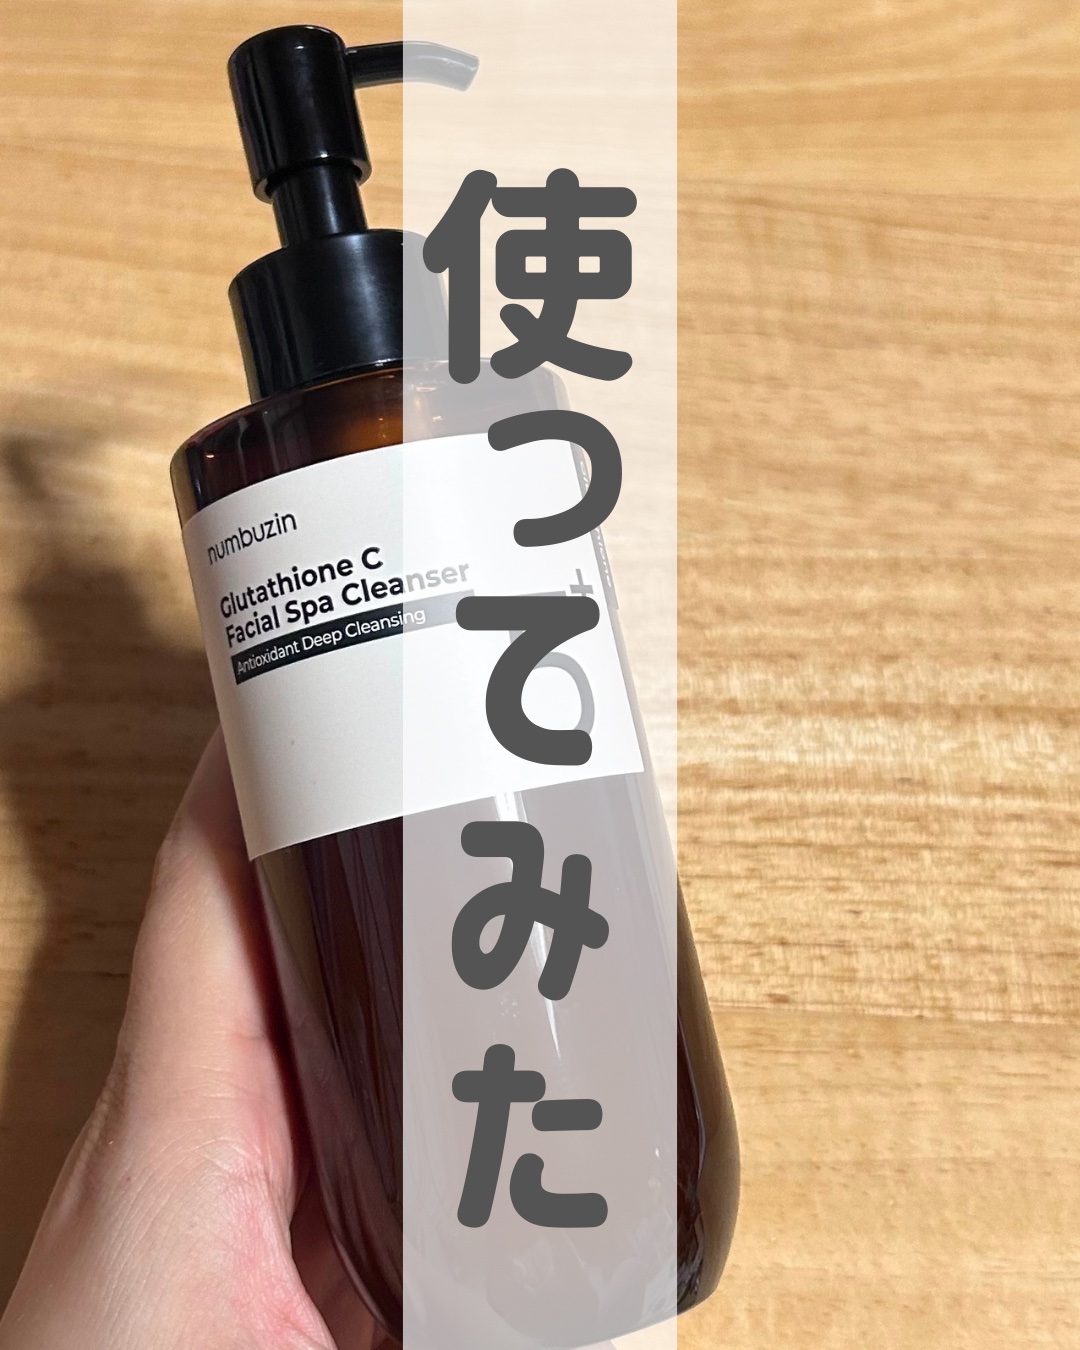 使ってみた
numbuzin
Glutathione C
Facial Spa Cleanser
Antioxidant Deep Cleansing